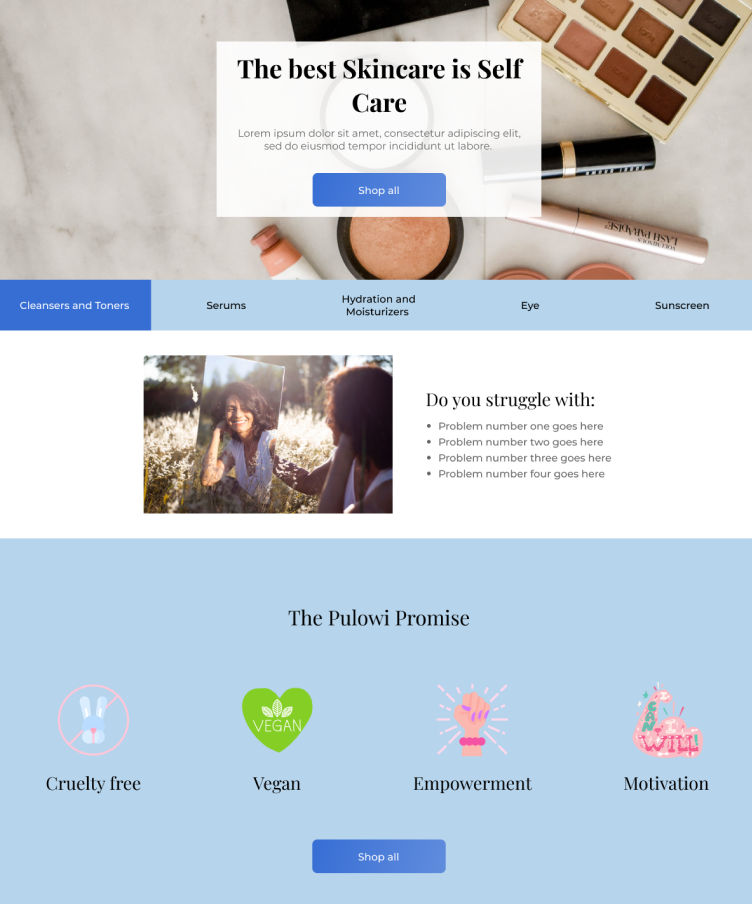 The best Skincare is Self
Care
Lorem ipsum dolor sit amet, consectetur adipiscing elit,
sed do eiusmod tempor incididunt ut labore.
Shop all
VOLUMINOUS
LASH PARADISE
Cleansers and Toners
Serums
Hydration and
Moisturizers
Eye
Sunscreen
Do you struggle with:
Problem number one goes here
Problem number two goes here
Problem number three goes here
Problem number four goes here
The Pulowi Promise
VEGAN
I
CAN
& I
WILL!
Cruelty free
Vegan
Empowerment
Motivation
Shop all